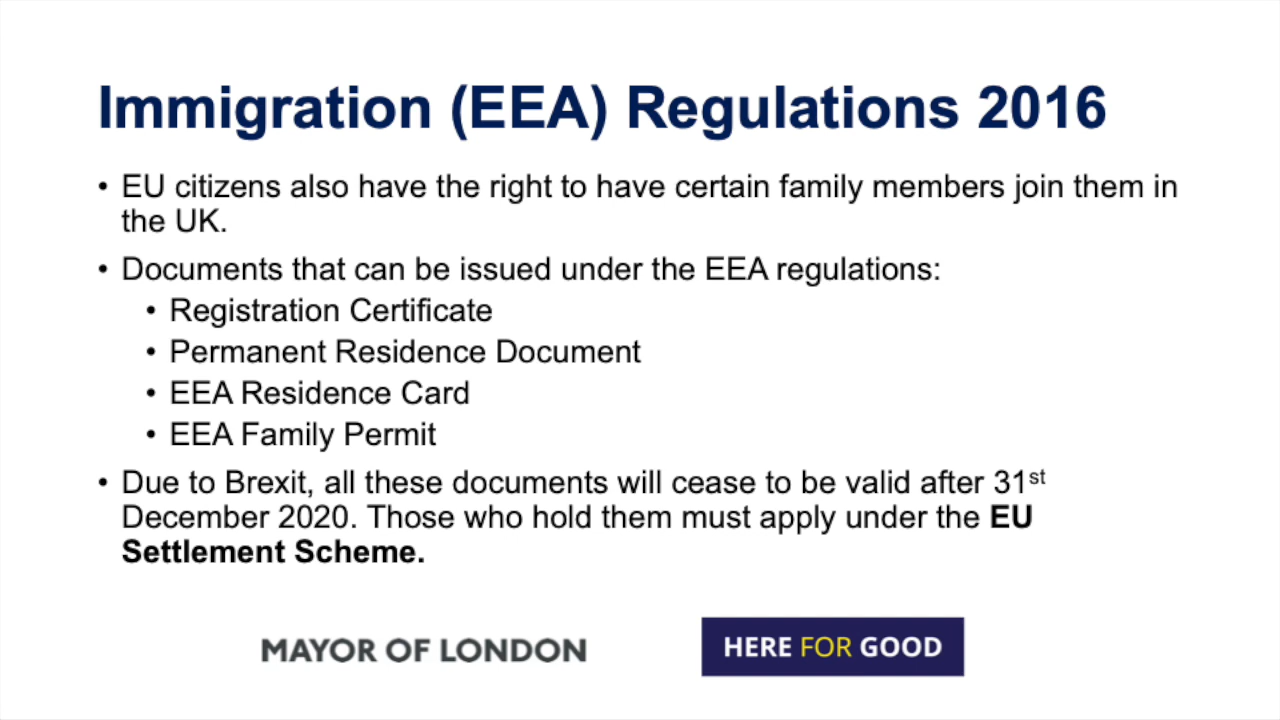 Immigration (EEA) Regulations 2016
• EU citizens also have the right to have certain family members join them in
the UK.
• Documents that can be issued under the EEA regulations:
• Registration Certificate
• Permanent Residence Document
• EEA Residence Card
• EEA Family Permit
• Due to Brexit, all these documents will cease to be valid after 31st
December 2020. Those who hold them must apply under the EU
Settlement Scheme.
MAYOR OF LONDON
HERE FOR GOOD